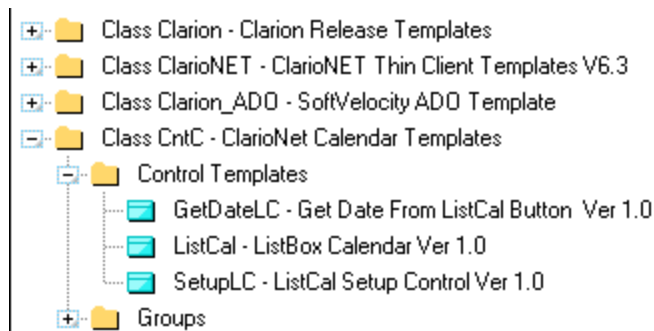 Class Clarion - Clarion Release Templates
Class ClarioNET - ClarioNET Thin Client Templates V6.3
Class Clarion_ADO - SoftVelocity ADO Template
Class CntC - ClarioNet Calendar Templates
Control Templates
GetDateLC - Get Date From ListCal Button  Ver 1.0
ListCal - ListBox Calendar Ver 1.0
SetupLC - ListCal Setup Control Ver 1.0
Groups